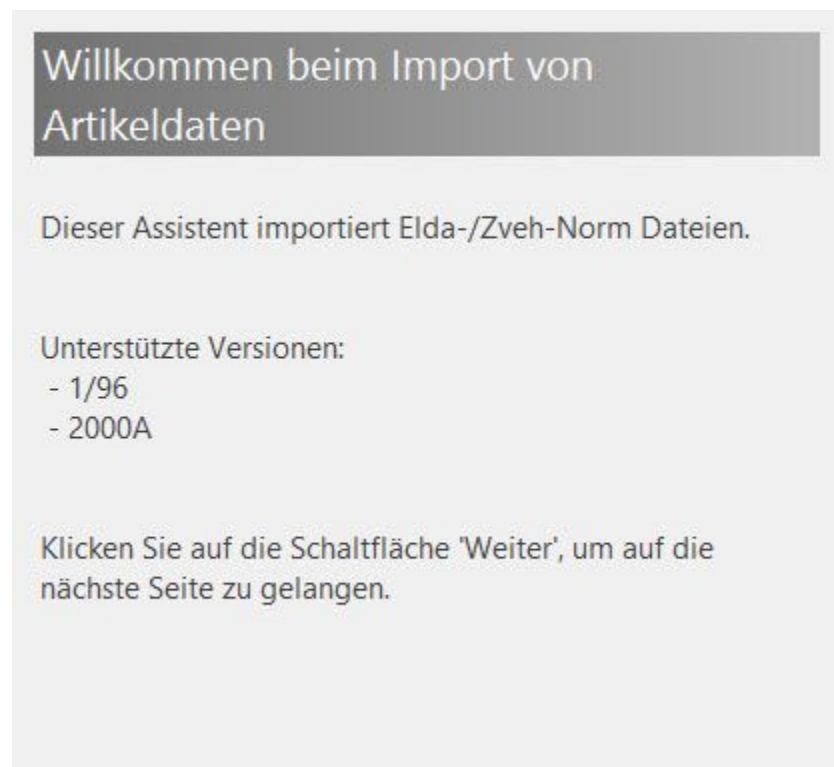 Willkommen beim Import von
Artikeldaten
Dieser Assistent importiert Elda-/Zveh-Norm Dateien.
Unterstützte Versionen:
- 1/96
- 2000A
Klicken Sie auf die Schaltfläche 'Weiter', um auf die
nächste Seite zu gelangen.